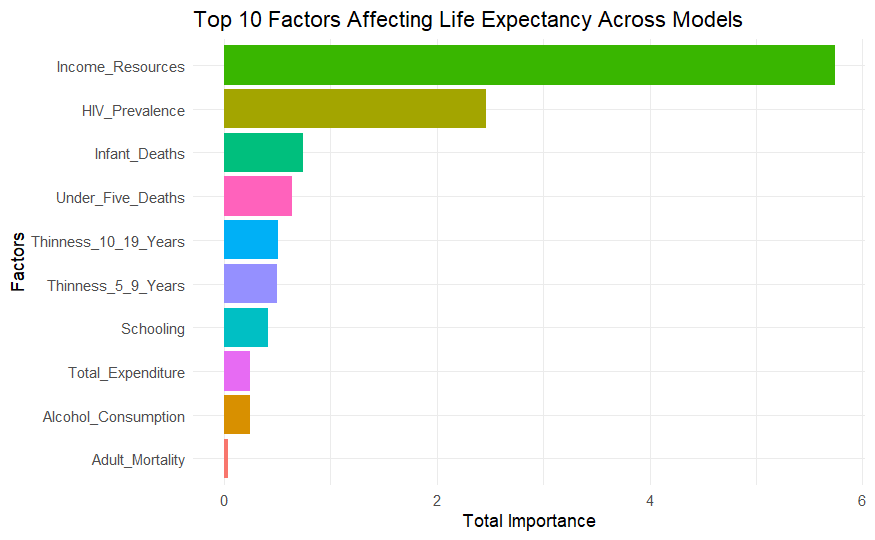 Top 10 Factors Affecting Life Expectancy Across Models
Factors
Income_Resources
HIV_Prevalence
Infant_Deaths
Under_Five_Deaths
Thinness_10_19_Years
Thinness_5_9_Years
Schooling
Total_Expenditure
Alcohol_Consumption
Adult_Mortality
0 2 4 6
Total Importance